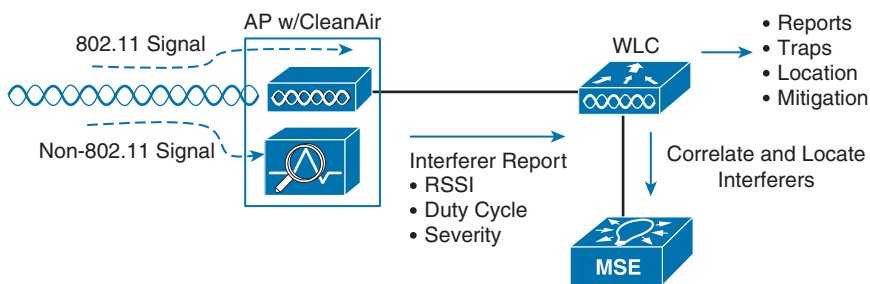 AP w/CleanAir
802.11 Signal
Non-802.11 Signal
Interferer Report
• RSSI
• Duty Cycle
• Severity
WLC
• Reports
• Traps
• Location
• Mitigation
Correlate and Locate
Interferers
MSE